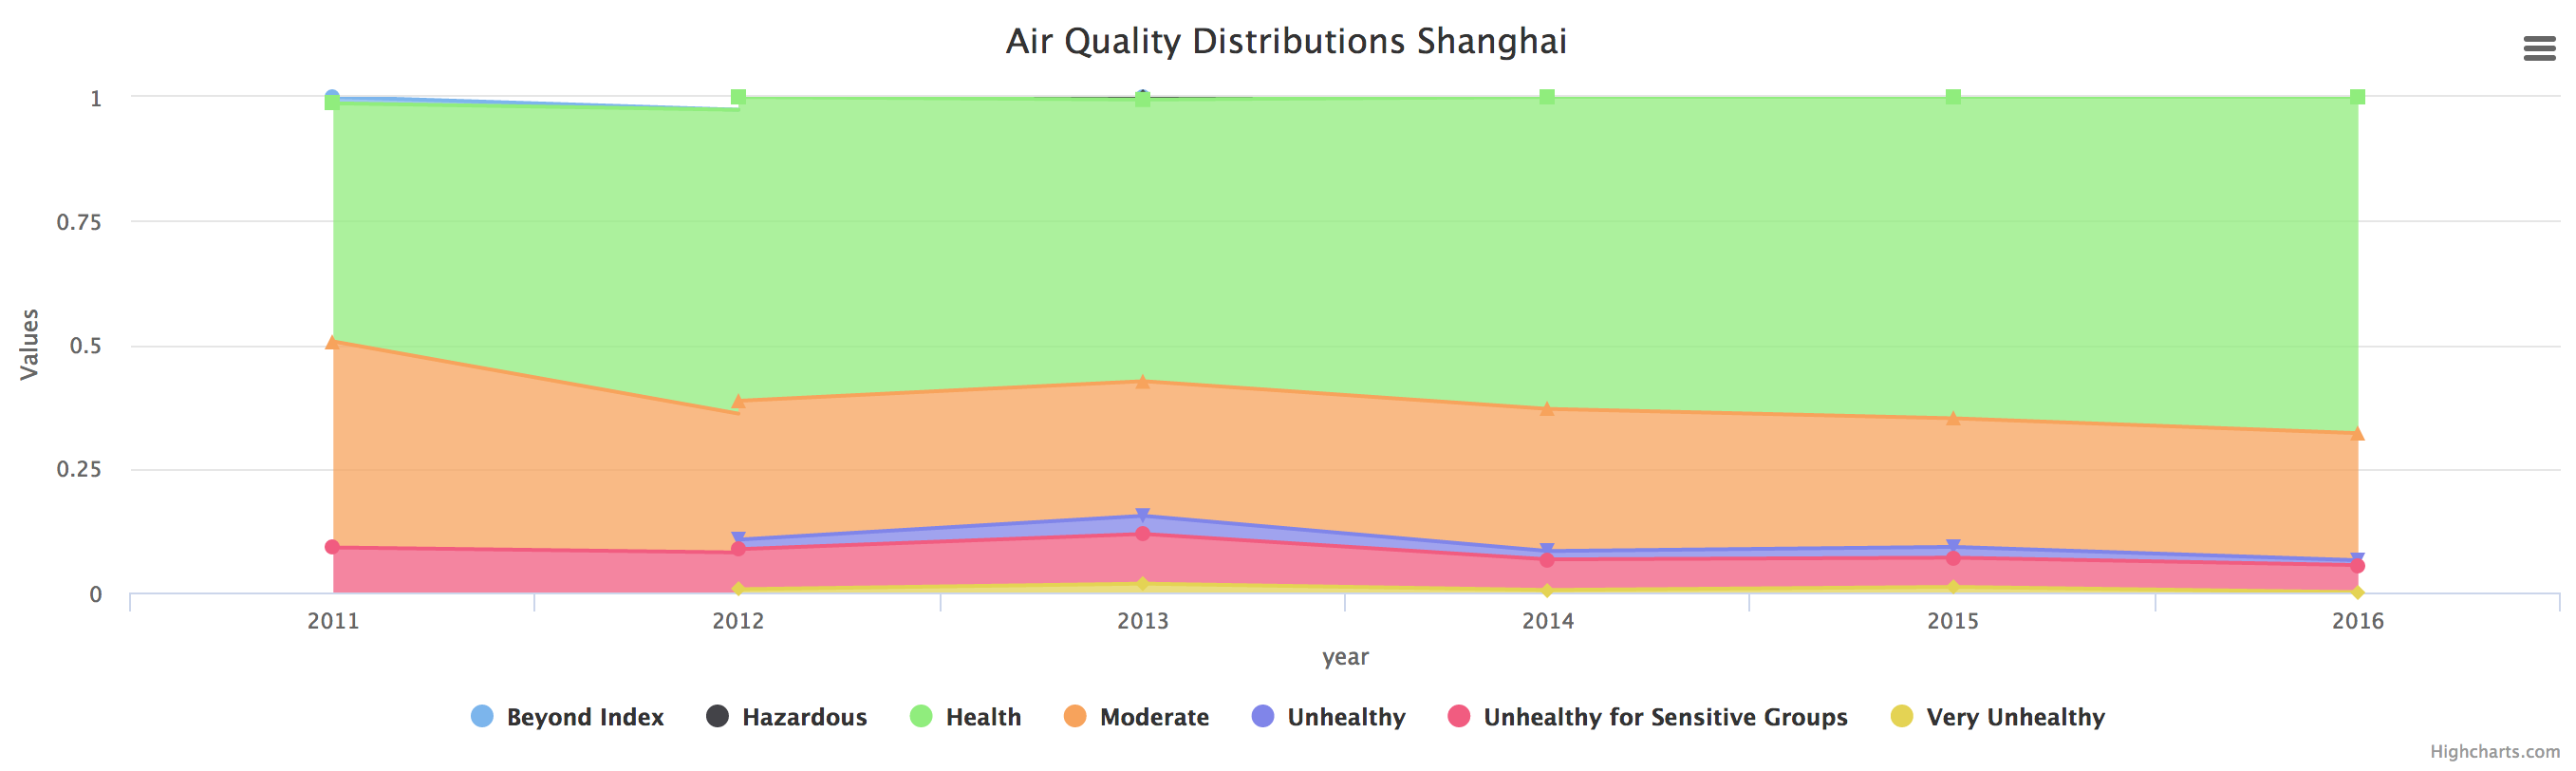 Air Quality Distributions Shanghai
Values
1
0.75
0.5
0.25
0
2011 2012 2013 2014 2015 2016
year
Beyond Index Hazardous Health Moderate Unhealthy Unhealthy for Sensitive Groups Very Unhealthy
Highcharts.com